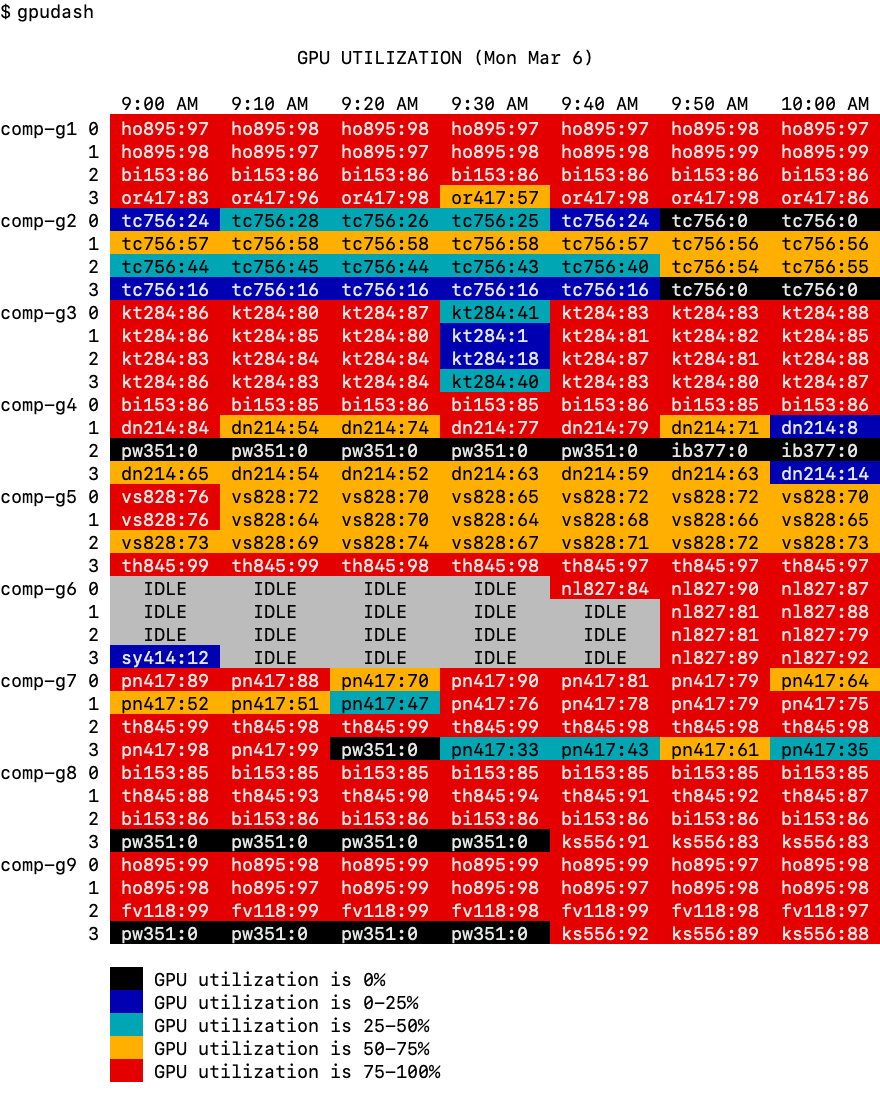 $ gpudash
GPU UTILIZATION (Mon Mar 6)
9:00 AM 9:10 AM 9:20 AM 9:30 AM 9:40 AM 9:50 AM 10:00 AM
comp-g1 0 ho895:97 ho895:98 ho895:98 ho895:97 ho895:97 ho895:98 ho895:97
1 ho895:98 ho895:97 ho895:97 ho895:98 ho895:98 ho895:99 ho895:99
2 bi153:86 bi153:86 bi153:86 bi153:86 bi153:86 bi153:86 bi153:86
3 or417:83 or417:96 or417:98 or417:57 or417:98 or417:98 or417:86
comp-g2 0 tc756:24 tc756:28 tc756:26 tc756:25 tc756:24 tc756:0 tc756:0
1 tc756:57 tc756:58 tc756:58 tc756:58 tc756:57 tc756:56 tc756:56
2 tc756:44 tc756:45 tc756:44 tc756:43 tc756:40 tc756:54 tc756:55
3 tc756:16 tc756:16 tc756:16 tc756:16 tc756:16 tc756:0 tc756:0
comp-g3 0 kt284:86 kt284:80 kt284:87 kt284:41 kt284:83 kt284:83 kt284:88
1 kt284:86 kt284:85 kt284:80 kt284:1 kt284:81 kt284:82 kt284:85
2 kt284:83 kt284:84 kt284:84 kt284:18 kt284:87 kt284:81 kt284:88
3 kt284:86 kt284:83 kt284:84 kt284:40 kt284:83 kt284:80 kt284:87
comp-g4 0 bi153:86 bi153:85 bi153:86 bi153:85 bi153:86 bi153:85 bi153:86
1 dn214:84 dn214:54 dn214:74 dn214:77 dn214:79 dn214:71 dn214:8
2 pw351:0 pw351:0 pw351:0 pw351:0 pw351:0 ib377:0 ib377:0
3 dn214:65 dn214:54 dn214:52 dn214:63 dn214:59 dn214:63 dn214:14
comp-g5 0 vs828:76 vs828:72 vs828:70 vs828:65 vs828:72 vs828:72 vs828:70
1 vs828:76 vs828:64 vs828:70 vs828:64 vs828:68 vs828:66 vs828:65
2 vs828:73 vs828:69 vs828:74 vs828:67 vs828:71 vs828:72 vs828:73
3 th845:99 th845:99 th845:98 th845:98 th845:97 th845:97 th845:97
comp-g6 0 IDLE IDLE IDLE IDLE nl827:84 nl827:90 nl827:87
1 IDLE IDLE IDLE IDLE IDLE nl827:81 nl827:88
2 IDLE IDLE IDLE IDLE IDLE nl827:81 nl827:79
3 sy414:12 IDLE IDLE IDLE IDLE nl827:89 nl827:92
comp-g7 0 pn417:89 pn417:88 pn417:70 pn417:90 pn417:81 pn417:79 pn417:64
1 pn417:52 pn417:51 pn417:47 pn417:76 pn417:78 pn417:79 pn417:75
2 th845:99 th845:98 th845:99 th845:99 th845:98 th845:98 th845:98
3 pn417:98 pn417:99 pw351:0 pn417:33 pn417:43 pn417:61 pn417:35
comp-g8 0 bi153:85 bi153:85 bi153:85 bi153:85 bi153:85 bi153:85 bi153:85
1 th845:88 th845:93 th845:90 th845:94 th845:91 th845:92 th845:87
2 bi153:86 bi153:85 bi153:86 bi153:86 bi153:86 bi153:86 bi153:86
3 pw351:0 pw351:0 pw351:0 pw351:0 ks556:91 ks556:83 ks556:83
comp-g9 0 ho895:99 ho895:98 ho895:99 ho895:99 ho895:99 ho895:97 ho895:98
1 ho895:98 ho895:97 ho895:99 ho895:98 ho895:97 ho895:98 ho895:98
2 fv118:99 fv118:99 fv118:99 fv118:98 fv118:99 fv118:98 fv118:97
3 pw351:0 pw351:0 pw351:0 pw351:0 ks556:92 ks556:89 ks556:88
GPU utilization is 0%
GPU utilization is 0-25%
GPU utilization is 25-50%
GPU utilization is 50-75%
GPU utilization is 75-100%